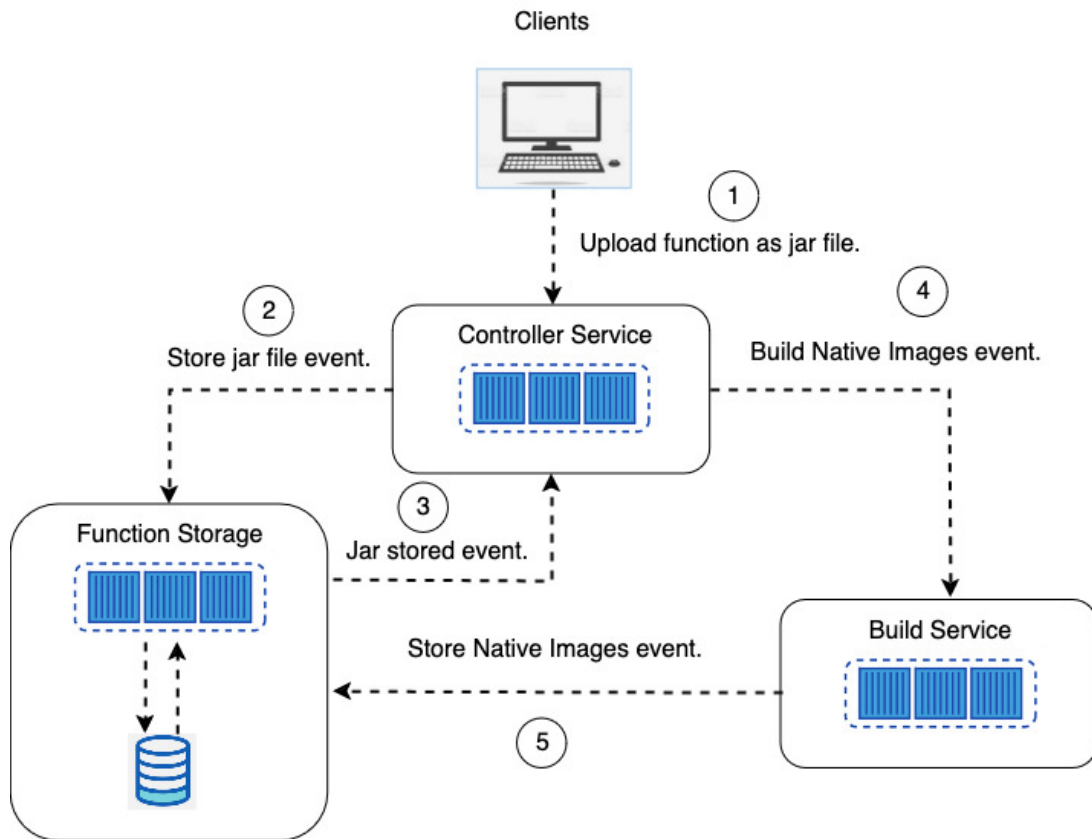 Clients
1
Upload function as jar file.
2
Store jar file event.
Controller Service
4
Build Native Images event.
3
Jar stored event.
Function Storage
Build Service
Store Native Images event.
5